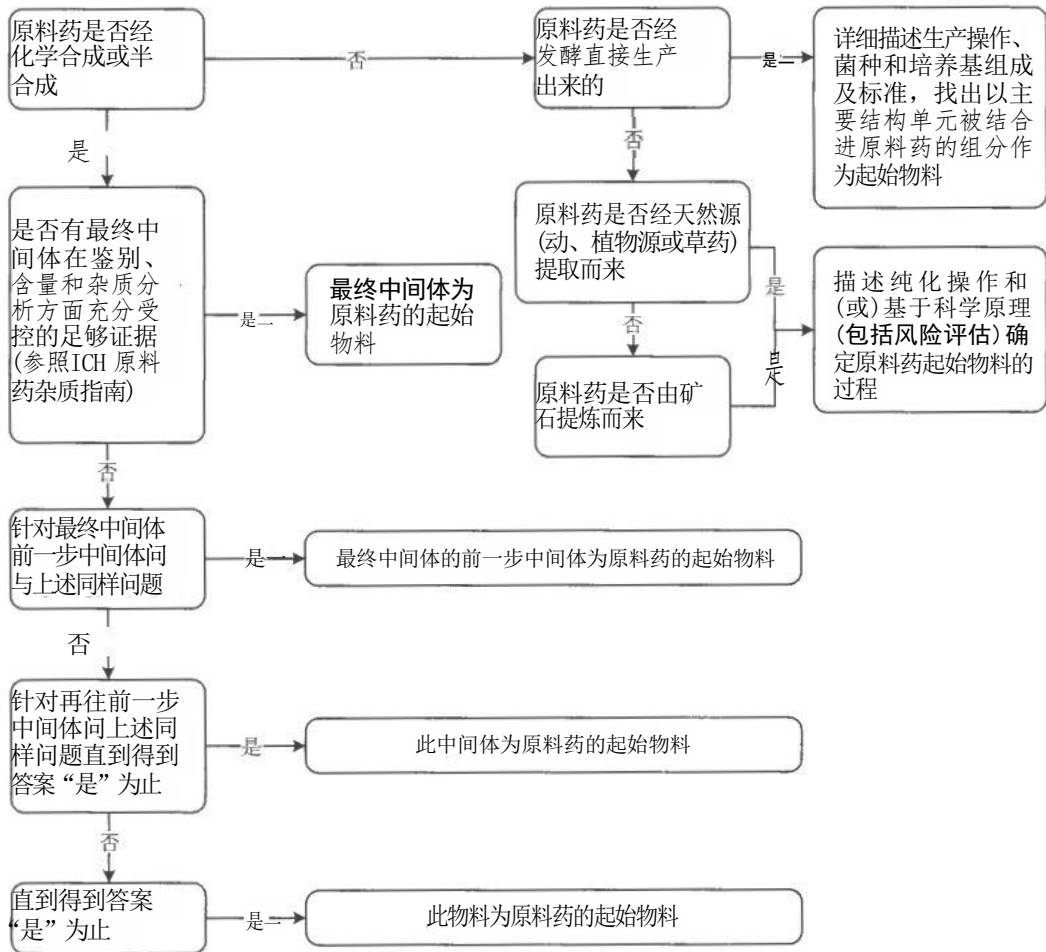 原料药是否经
化学合成或半
合成
否
原料药是否经
发酵直接生产
出来的
是二
详细描述生产操作、
菌种和培养基组成
及标准，找出以主
要结构单元被结合
进原料药的组分作
为起始物料
是
否
是否有最终中
间体在鉴别、
含量和杂质分
析方面充分受
控的足够证据
(参照ICH 原料
药杂质指南)
是二
最终中间体为
原料药的起始
物料
原料药是否经天然源
(动、植物源或草药)
提取而来
是
否
原料药是否由矿
石提炼而来
是
描述纯化操作和
(或)基于科学原理
(包括风险评估)确
定原料药起始物料的
过程
否
针对最终中间体
前一步中间体问
与上述同样问题
是一
最终中间体的前一步中间体为原料药的起始物料
否
针对再往前一步
中间体问上述同
样问题直到得到
答案“是”为止
是
此中间体为原料药的起始物料
否
直到得到答案
“是”为止
是二
此物料为原料药的起始物料